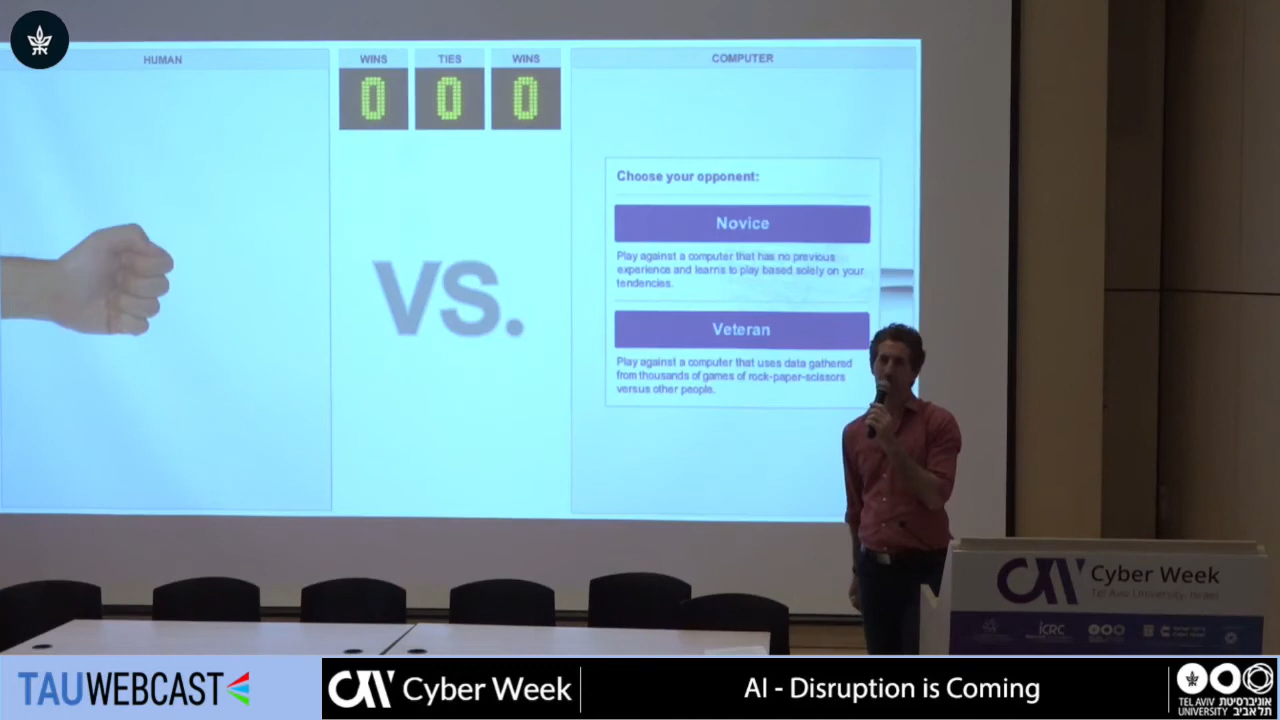 HUMAN
WINS
TIES
WINS
COMPUTER
0
0
0
Choose your opponent:
Novice
Play against a computer that has no previous
experience and learns to play based solely on your
tendencies.
VS.
Veteran
Play against a computer that uses data gathered
from thousands of games of rock-paper-scissors
versus other people.
Cyber Week
Tel Aviv University, Israel
ICRC
TAUWEBCAST
Cyber Week
AI - Disruption is Coming
TEL AVIV אוניברסיטת
UNIVERSITY תל אביב